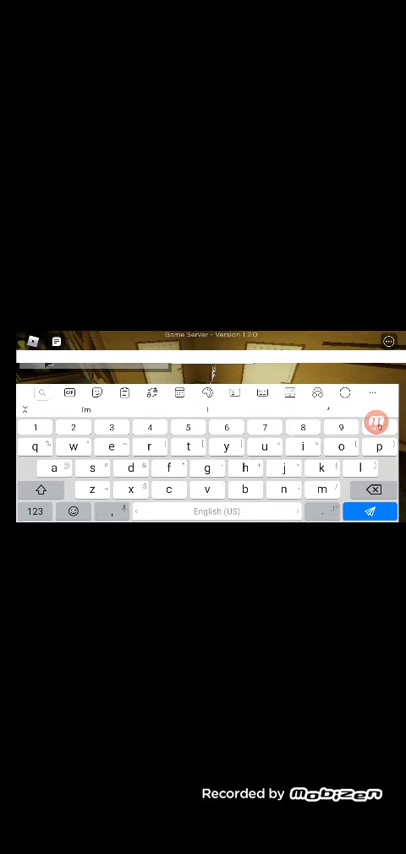 Game Server - Version 1.2.0
GIF
Im I
1 2 3 4 5 6 7 8 9
q w e r t y u i o p
a s d f g h j k l
z x c v b n m
123 , English (US) .
Recorded by mobizen